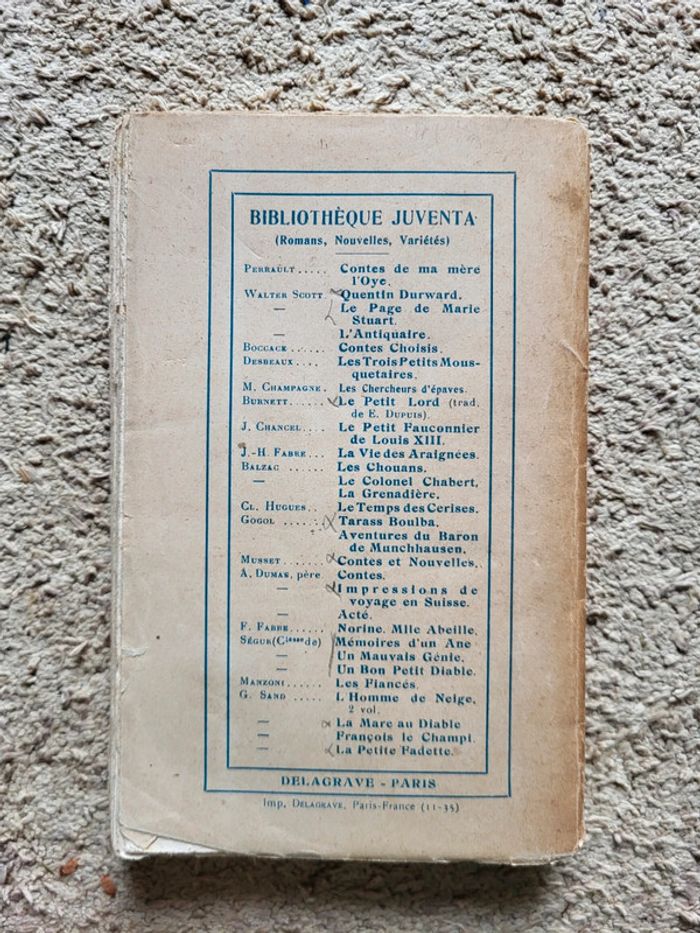 BIBLIOTHÈQUE JUVENTA
(Romans, Nouvelles, Variétés)
PERRAULT ..... Contes de ma mère
l'Oye.
WALTER SCOTT Quentin Durward.
— Le Page de Marie
Stuart.
— L'Antiquaire.
BOCCACE ...... Contes Choisis.
DESBEAUX .... Les Trois Petits Mous-
quetaires.
M. CHAMPAGNE. Les Chercheurs d'épaves.
BURNETT ...... Le Petit Lord (trad.
de E. DUPUIS).
J. CHANCEL .... Le Petit Fauconnier
de Louis XIII.
J.-H. FABRE ... La Vie des Araignées.
BALZAC ...... Les Chouans.
— Le Colonel Chabert,
La Grenadière.
CL. HUGUES .. Le Temps des Cerises.
GOGOL ....... Tarass Boulba.
Aventures du Baron
de Munchhausen.
MUSSET ....... Contes et Nouvelles.
A. DUMAS, père. Contes.
— Impressions de
voyage en Suisse.
— Acté.
F. FABRE ...... Norine. Mlle Abeille.
SÉGUR (Ctesse de) Mémoires d'un Ane
— Un Mauvais Génie.
— Un Bon Petit Diable.
MANZONI ...... Les Fiancés.
G. SAND ..... L'Homme de Neige,
2 vol.
— La Mare au Diable
— François le Champi.
— La Petite Fadette.
DELAGRAVE - PARIS
Imp. DELAGRAVE, Paris-France (11-35)